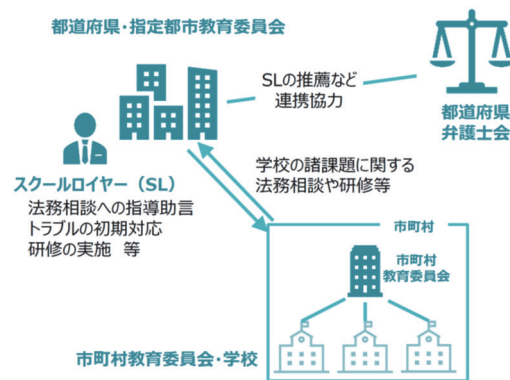 都道府県・指定都市教育委員会
SLの推薦など
連携協力
都道府県
弁護士会
スクールロイヤー（SL）
法務相談への指導助言
トラブルの初期対応
研修の実施 等
学校の諸課題に関する
法務相談や研修等
市町村
市町村
教育委員会
市町村教育委員会・学校